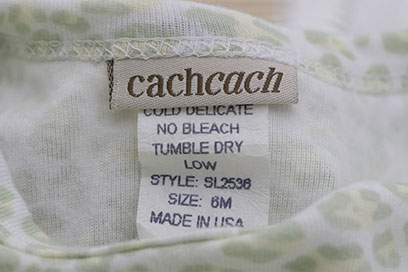 cachcach
COLD DELICATE
NO BLEACH
TUMBLE DRY
LOW
STYLE: SL2536
SIZE: 6M
MADE IN USA